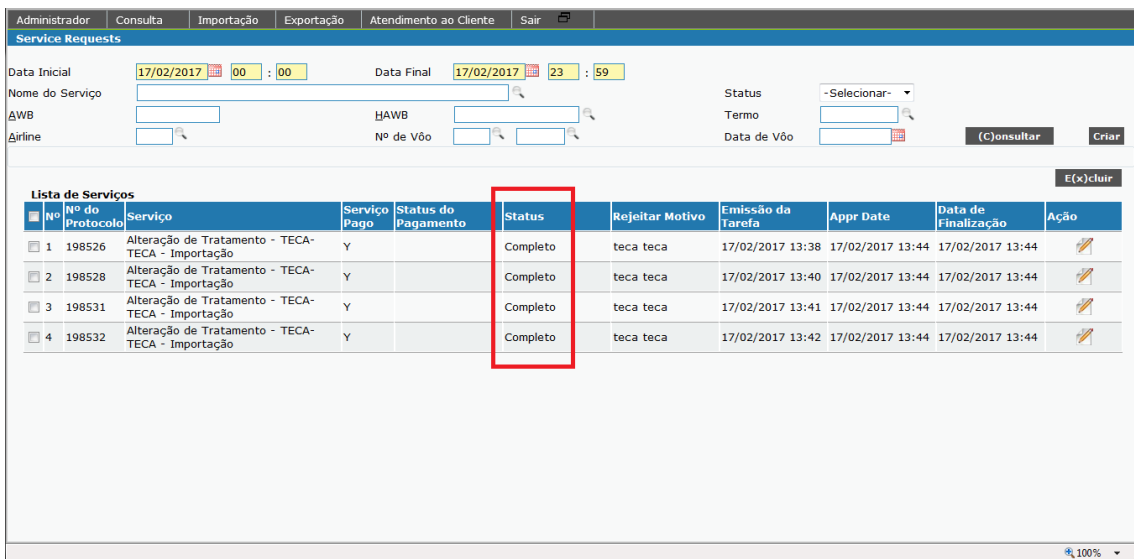 Administrador Consulta Importação Exportação Atendimento ao Cliente Sair
Service Requests
Data Inicial 17/02/2017 00 : 00 Data Final 17/02/2017 23 : 59
Nome do Serviço Status -Selecionar-
AWB HAWB Termo
Airline Nº de Vôo Data de Vôo (C)onsultar Criar
E(x)cluir
Lista de Serviços
Nº Nº do Protocolo Serviço Serviço Pago Status do Pagamento Status Rejeitar Motivo Emissão da Tarefa Appr Date Data de Finalização Ação
1 198526 Alteração de Tratamento - TECA- TECA - Importação Y Completo teca teca 17/02/2017 13:38 17/02/2017 13:44 17/02/2017 13:44
2 198528 Alteração de Tratamento - TECA- TECA - Importação Y Completo teca teca 17/02/2017 13:40 17/02/2017 13:44 17/02/2017 13:44
3 198531 Alteração de Tratamento - TECA- TECA - Importação Y Completo teca teca 17/02/2017 13:41 17/02/2017 13:44 17/02/2017 13:44
4 198532 Alteração de Tratamento - TECA- TECA - Importação Y Completo teca teca 17/02/2017 13:42 17/02/2017 13:44 17/02/2017 13:44
100%